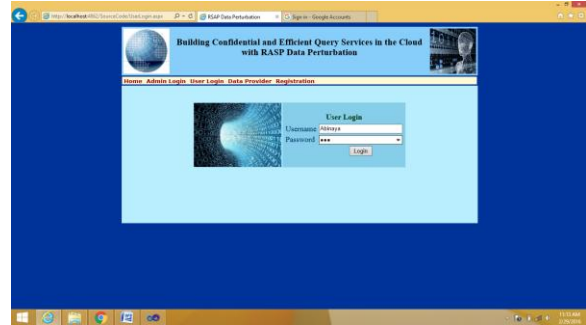 RSAP Data Perturbation
Sign in - Google Accounts
Building Confidential and Efficient Query Services in the Cloud
with RASP Data Perturbation
Home Admin Login User Login Data Provider Registration
User Login
Username Abinaya
Password •••
Login